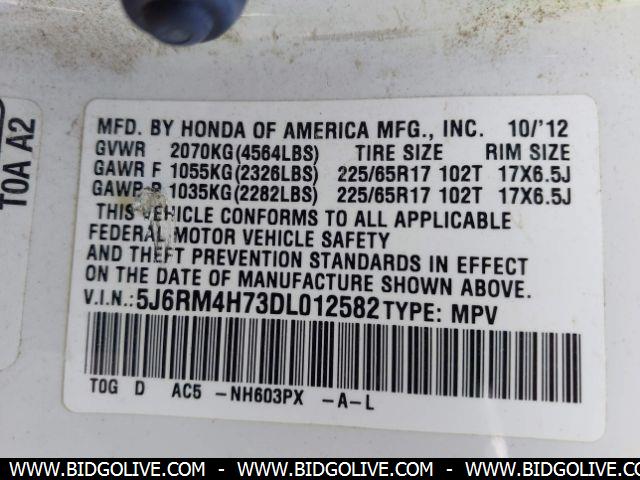 TOA A2
MFD. BY HONDA OF AMERICA MFG., INC. 10/'12
GVWR 2070KG(4564LBS) TIRE SIZE RIM SIZE
GAWR F 1055KG(2326LBS) 225/65R17 102T 17X6.5J
GAWR R 1035KG(2282LBS) 225/65R17 102T 17X6.5J
THIS VEHICLE CONFORMS TO ALL APPLICABLE
FEDERAL MOTOR VEHICLE SAFETY
AND THEFT PREVENTION STANDARDS IN EFFECT
ON THE DATE OF MANUFACTURE SHOWN ABOVE.
V.I.N.: 5J6RM4H73DL012582 TYPE: MPV
TOG D AC5 -NH603PX -A-L
WWW.BIDGOLIVE.COM - WWW.BIDGOLIVE.COM - WWW.BIDGOLIVE.COM